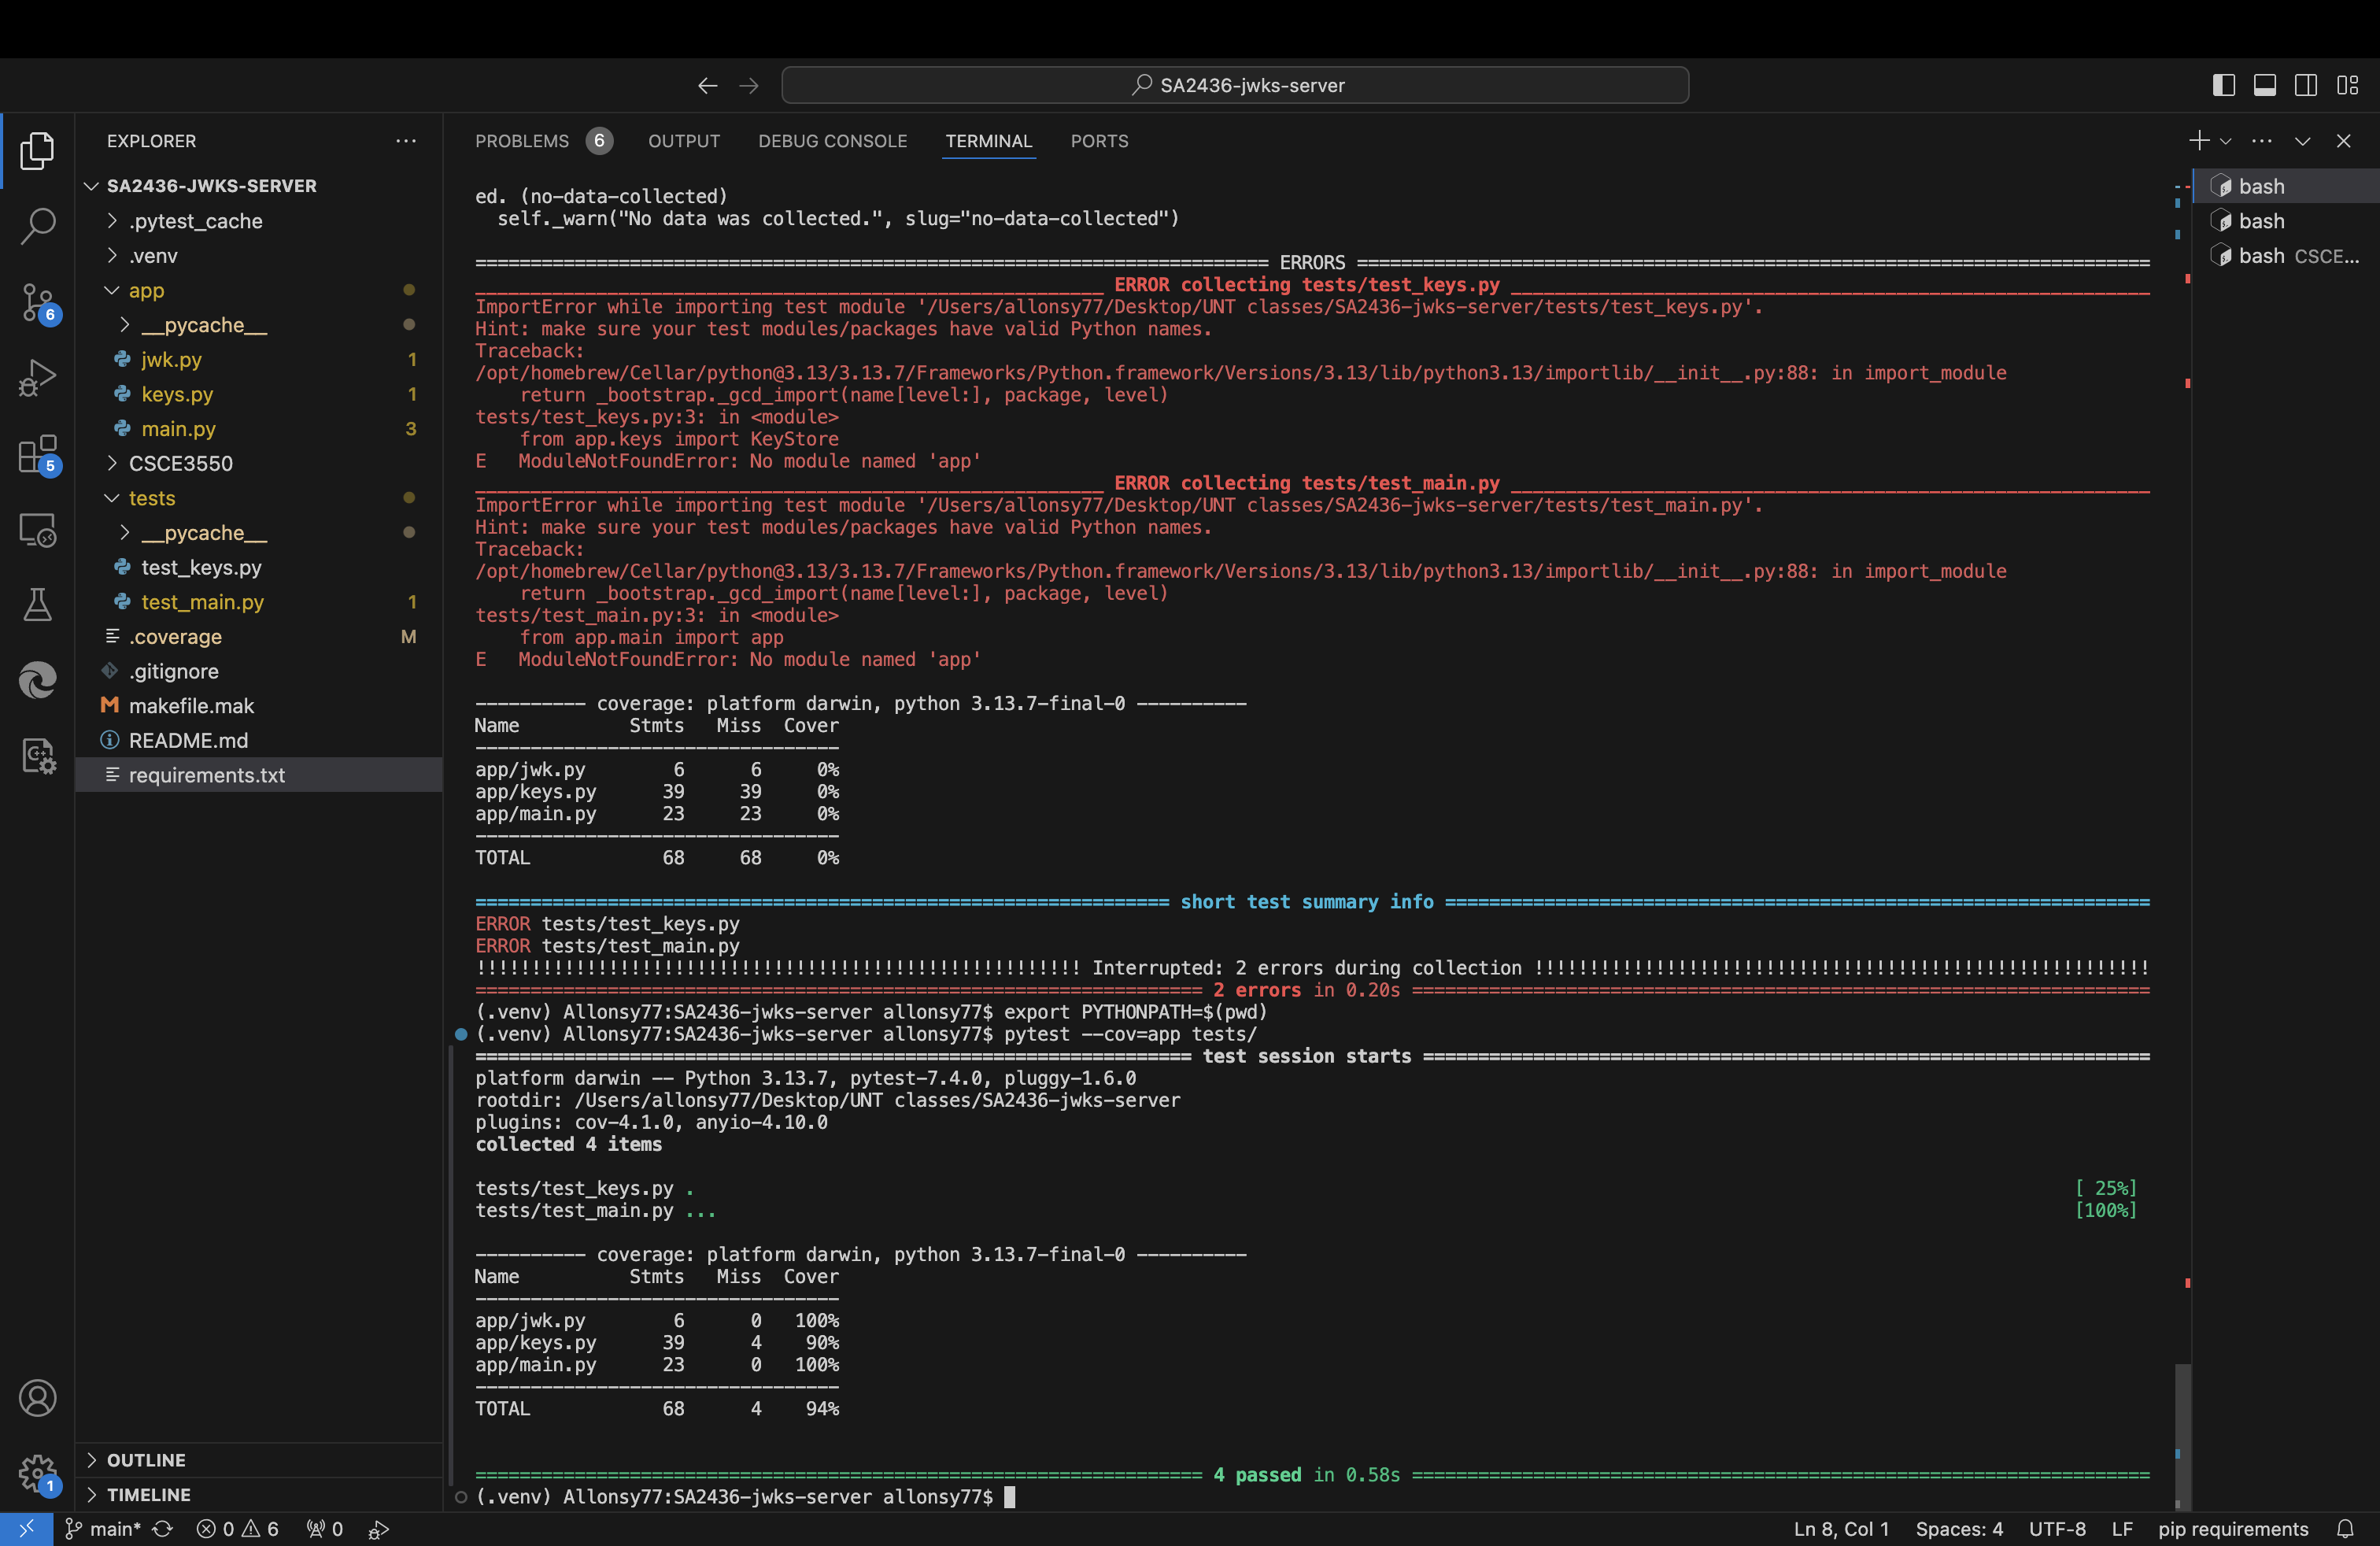 SA2436-jwks-server
EXPLORER
SA2436-JWKS-SERVER
.pytest_cache
.venv
app
__pycache__
jwk.py 1
keys.py 1
main.py 3
CSCE3550
tests
__pycache__
test_keys.py
test_main.py 1
.coverage M
.gitignore
makefile.mak
README.md
requirements.txt
OUTLINE
TIMELINE
6
5
1
PROBLEMS 6 OUTPUT DEBUG CONSOLE TERMINAL PORTS
ed. (no-data-collected)
self._warn("No data was collected.", slug="no-data-collected")
ERRORS
ERROR collecting tests/test_keys.py
ImportError while importing test module '/Users/allonsy77/Desktop/UNT classes/SA2436-jwks-server/tests/test_keys.py'.
Hint: make sure your test modules/packages have valid Python names.
Traceback:
/opt/homebrew/Cellar/python@3.13/3.13.7/Frameworks/Python.framework/Versions/3.13/lib/python3.13/importlib/__init__.py:88: in import_module
return _bootstrap._gcd_import(name[level:], package, level)
tests/test_keys.py:3: in <module>
from app.keys import KeyStore
E   ModuleNotFoundError: No module named 'app'
ERROR collecting tests/test_main.py
ImportError while importing test module '/Users/allonsy77/Desktop/UNT classes/SA2436-jwks-server/tests/test_main.py'.
Hint: make sure your test modules/packages have valid Python names.
Traceback:
/opt/homebrew/Cellar/python@3.13/3.13.7/Frameworks/Python.framework/Versions/3.13/lib/python3.13/importlib/__init__.py:88: in import_module
return _bootstrap._gcd_import(name[level:], package, level)
tests/test_main.py:3: in <module>
from app.main import app
E   ModuleNotFoundError: No module named 'app'
---------- coverage: platform darwin, python 3.13.7-final-0 ----------
Name Stmts Miss Cover
app/jwk.py 6 6 0%
app/keys.py 39 39 0%
app/main.py 23 23 0%
TOTAL 68 68 0%
short test summary info
ERROR tests/test_keys.py
ERROR tests/test_main.py
Interrupted: 2 errors during collection
2 errors in 0.20s
(.venv) Allonsy77:SA2436-jwks-server allonsy77$ export PYTHONPATH=$(pwd)
(.venv) Allonsy77:SA2436-jwks-server allonsy77$ pytest --cov=app tests/
test session starts
platform darwin -- Python 3.13.7, pytest-7.4.0, pluggy-1.6.0
rootdir: /Users/allonsy77/Desktop/UNT classes/SA2436-jwks-server
plugins: cov-4.1.0, anyio-4.10.0
collected 4 items
tests/test_keys.py . [ 25%]
tests/test_main.py ... [100%]
---------- coverage: platform darwin, python 3.13.7-final-0 ----------
Name Stmts Miss Cover
app/jwk.py 6 0 100%
app/keys.py 39 4 90%
app/main.py 23 0 100%
TOTAL 68 4 94%
4 passed in 0.58s
(.venv) Allonsy77:SA2436-jwks-server allonsy77$
bash
bash
bash CSCE...
main* 0 6 0 Ln 8, Col 1 Spaces: 4 UTF-8 LF pip requirements